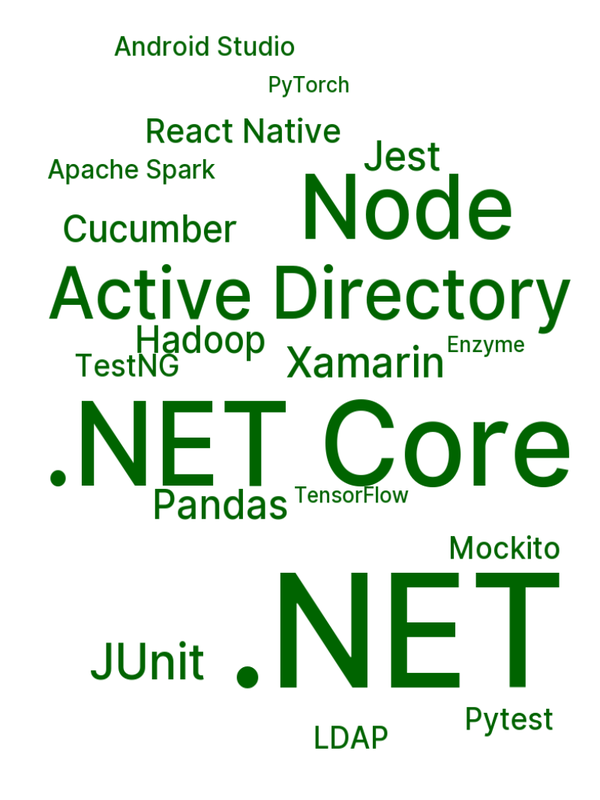 Android Studio
PyTorch
React Native
Jest
Apache Spark
Node
Cucumber
Active Directory
Hadoop
Enzyme
TestNG
Xamarin
.NET Core
Pandas
TensorFlow
Mockito
.NET
JUnit
Pytest
LDAP